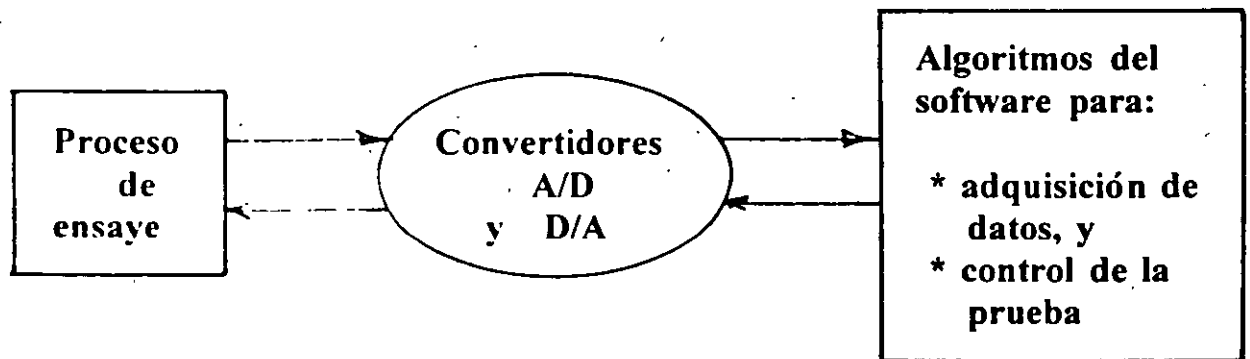 Proceso
de
ensaye
Convertidores
A/D
y D/A
Algoritmos del
software para:
* adquisición de
datos, y
* control de la
prueba